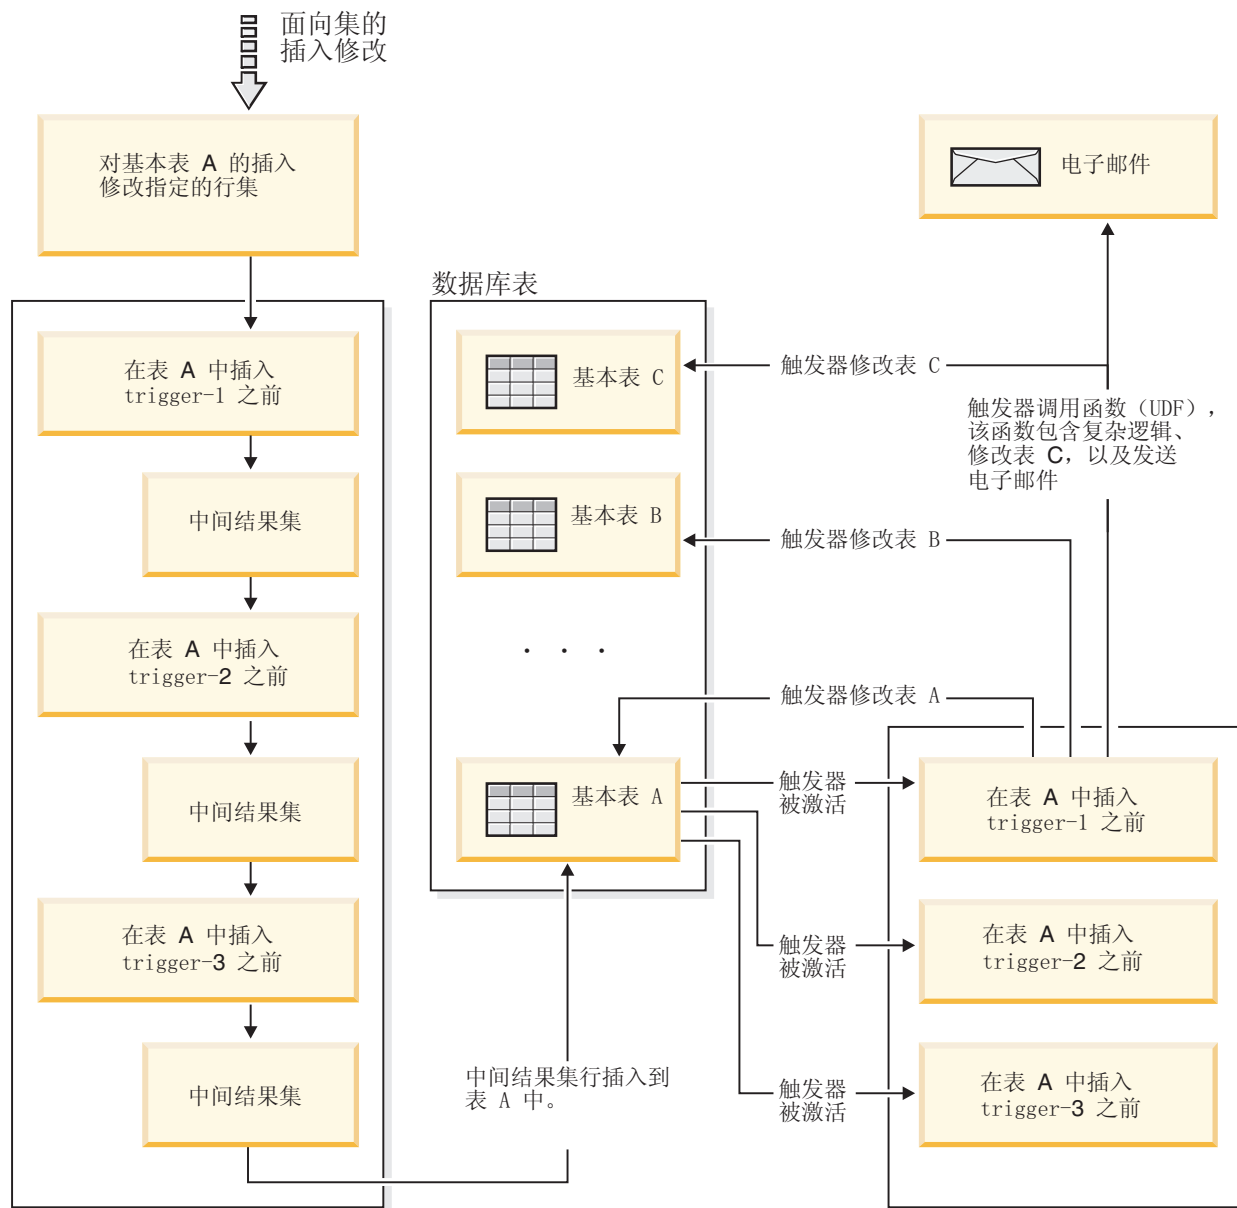 面向集的
插入修改
对基本表 A 的插入
修改指定的行集
在表 A 中插入
trigger-1 之前
中间结果集
在表 A 中插入
trigger-2 之前
中间结果集
在表 A 中插入
trigger-3 之前
中间结果集
数据库表
基本表 C
基本表 B
. . .
基本表 A
中间结果集行插入到
表 A 中。
电子邮件
触发器修改表 C
触发器调用函数（UDF），
该函数包含复杂逻辑、
修改表 C，以及发送
电子邮件
触发器修改表 B
触发器修改表 A
触发器
被激活
在表 A 中插入
trigger-1 之前
触发器
被激活
在表 A 中插入
trigger-2 之前
触发器
被激活
在表 A 中插入
trigger-3 之前